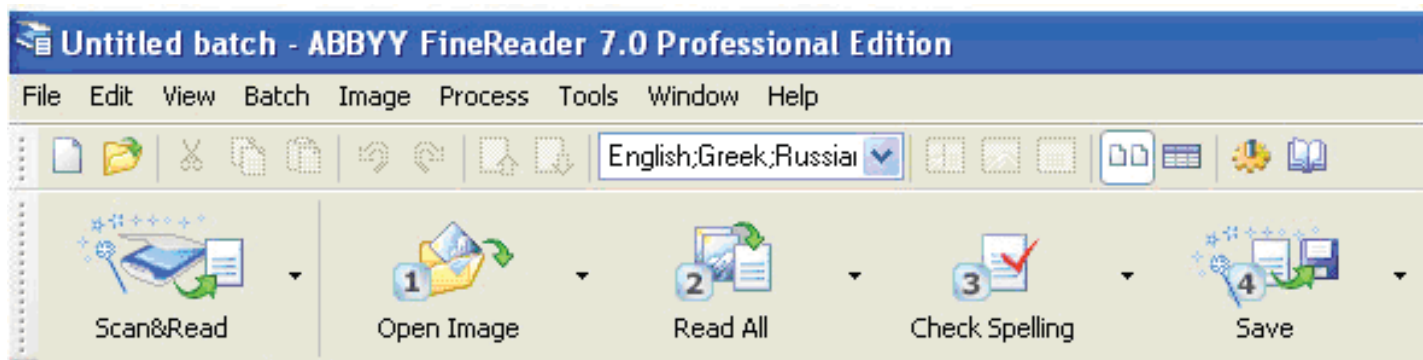 Untitled batch - ABBYY FineReader 7.0 Professional Edition
File Edit View Batch Image Process Tools Window Help
English;Greek;Russian
1 2 3 4
Scan&Read Open Image Read All Check Spelling Save